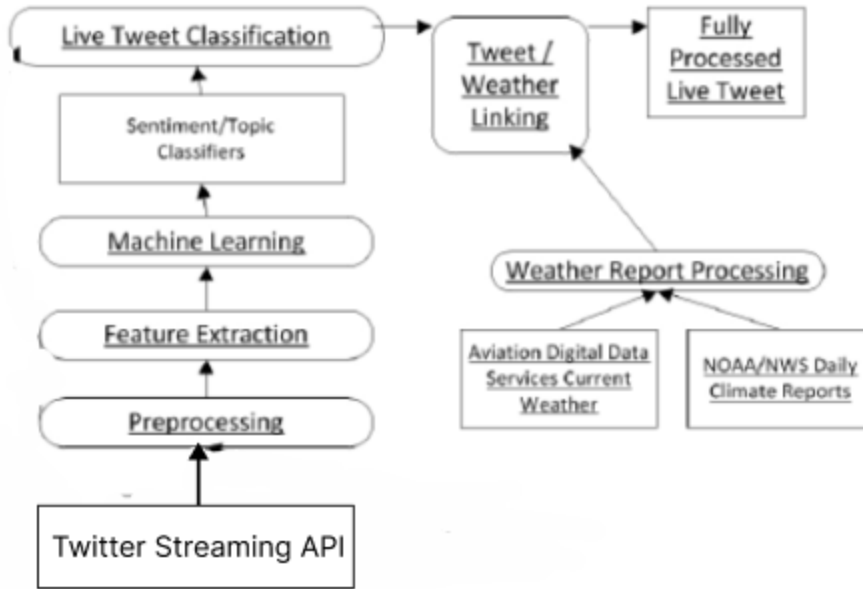 Live Tweet Classification
Tweet /
Weather
Linking
Fully
Processed
Live Tweet
Sentiment/Topic
Classifiers
Machine Learning
Weather Report Processing
Feature Extraction
Aviation Digital Data
Services Current
Weather
NOAA/NWS Daily
Climate Reports
Preprocessing
Twitter Streaming API